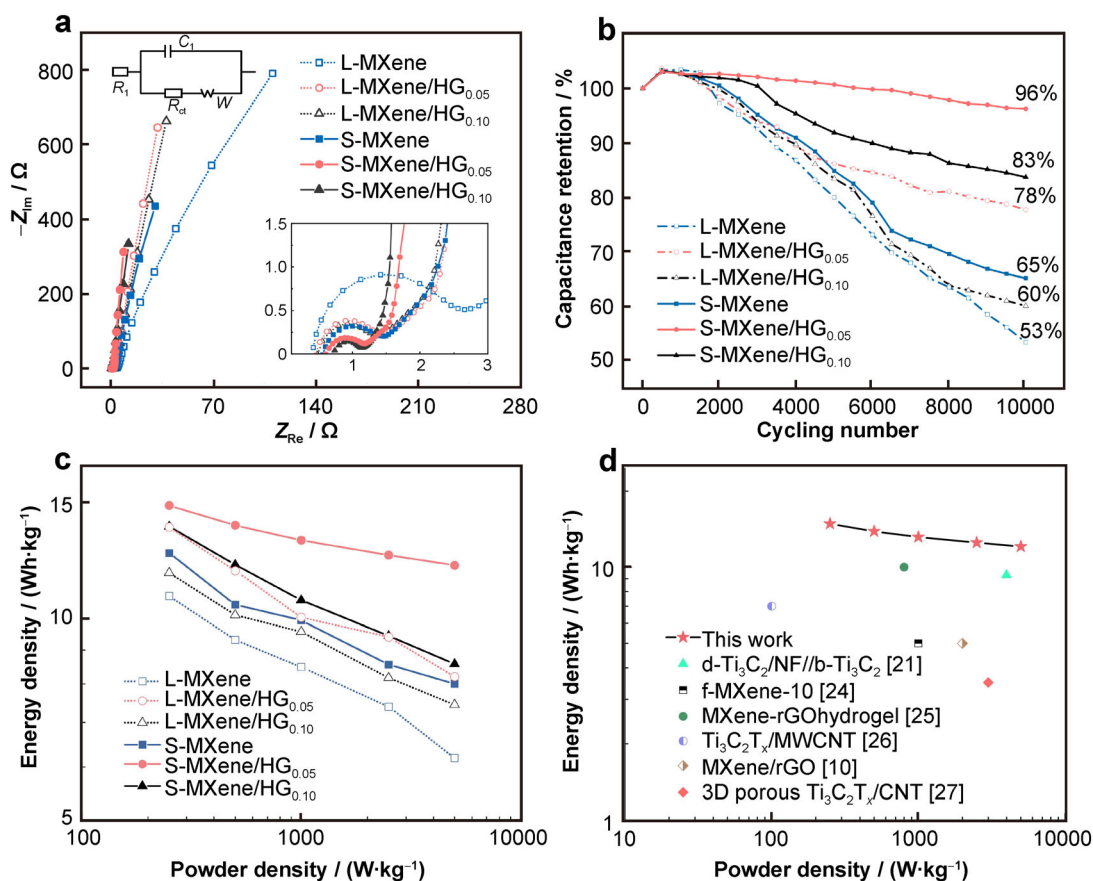 a
800
600
400
200
0
−Z_Im / Ω
C₁
R₁
R_ct
W
L-MXene
L-MXene/HG₀.₀₅
L-MXene/HG₀.₁₀
S-MXene
S-MXene/HG₀.₀₅
S-MXene/HG₀.₁₀
1.5
1.0
0.5
0
1 2 3
0 70 140 210 280
Z_Re / Ω
b
100
90
80
70
60
50
Capacitance retention / %
96%
83%
78%
65%
60%
53%
L-MXene
L-MXene/HG₀.₀₅
L-MXene/HG₀.₁₀
S-MXene
S-MXene/HG₀.₀₅
S-MXene/HG₀.₁₀
0 2000 4000 6000 8000 10000
Cycling number
c
15
10
5
Energy density / (Wh·kg⁻¹)
L-MXene
L-MXene/HG₀.₀₅
L-MXene/HG₀.₁₀
S-MXene
S-MXene/HG₀.₀₅
S-MXene/HG₀.₁₀
100 1000 10000
Powder density / (W·kg⁻¹)
d
10
1
Energy density / (Wh·kg⁻¹)
This work
d-Ti₃C₂/NF//b-Ti₃C₂ [21]
f-MXene-10 [24]
MXene-rGOhydrogel [25]
Ti₃C₂Tₓ/MWCNT [26]
MXene/rGO [10]
3D porous Ti₃C₂Tₓ/CNT [27]
10 100 1000 10000
Powder density / (W·kg⁻¹)